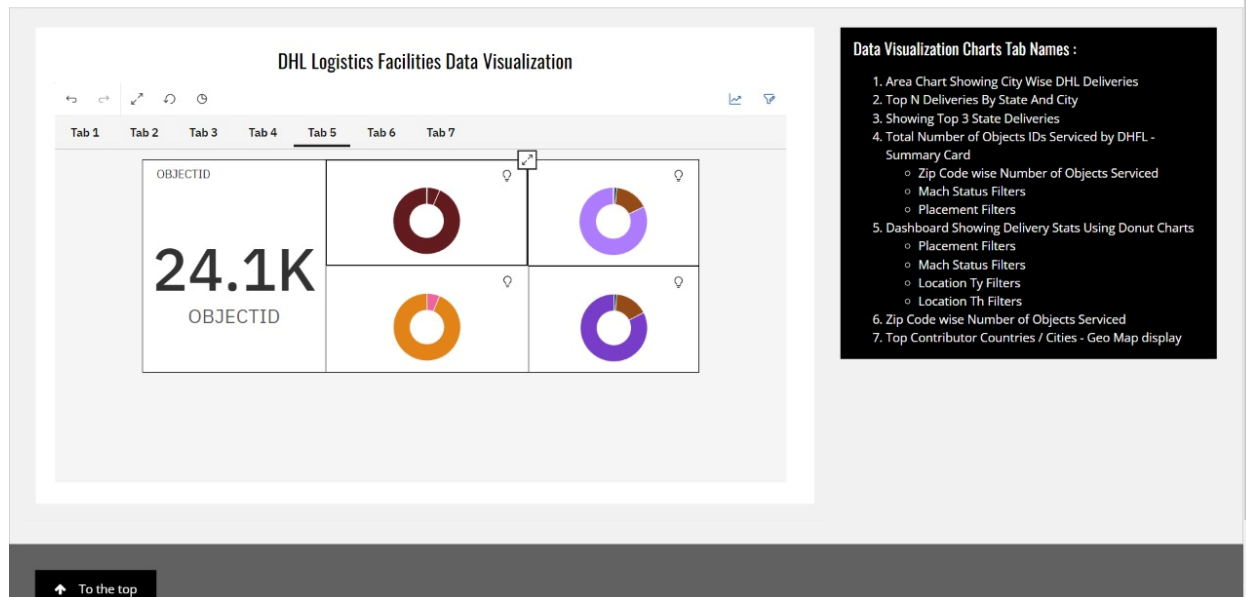 DHL Logistics Facilities Data Visualization
Tab 1 Tab 2 Tab 3 Tab 4 Tab 5 Tab 6 Tab 7
OBJECTID
24.1K
OBJECTID
Data Visualization Charts Tab Names :
1. Area Chart Showing City Wise DHL Deliveries
2. Top N Deliveries By State And City
3. Showing Top 3 State Deliveries
4. Total Number of Objects IDs Serviced by DHFL -
Summary Card
Zip Code wise Number of Objects Serviced
Mach Status Filters
Placement Filters
5. Dashboard Showing Delivery Stats Using Donut Charts
Placement Filters
Mach Status Filters
Location Ty Filters
Location Th Filters
6. Zip Code wise Number of Objects Serviced
7. Top Contributor Countries / Cities - Geo Map display
To the top